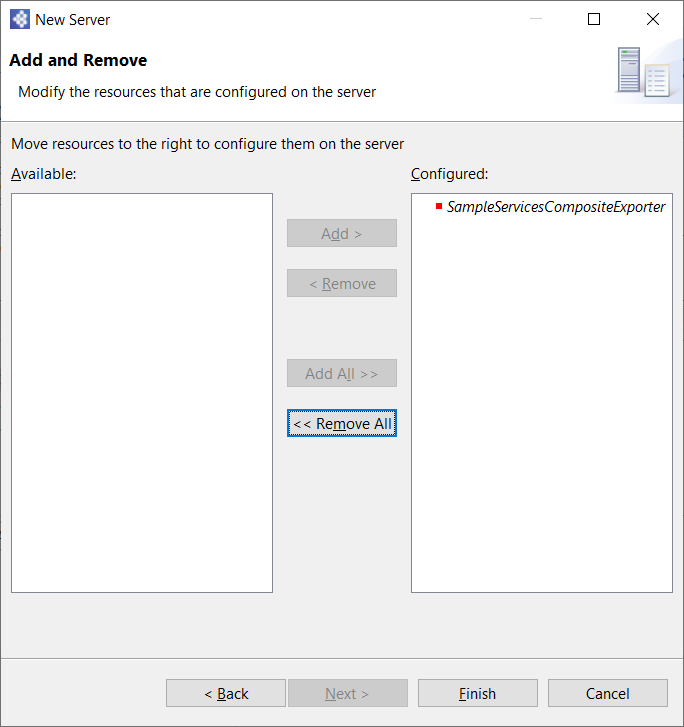 New Server
Add and Remove
Modify the resources that are configured on the server
Move resources to the right to configure them on the server
Available:
Configured:
SampleServicesCompositeExporter
Add >
< Remove
Add All >>
<< Remove All
< Back
Next >
Finish
Cancel